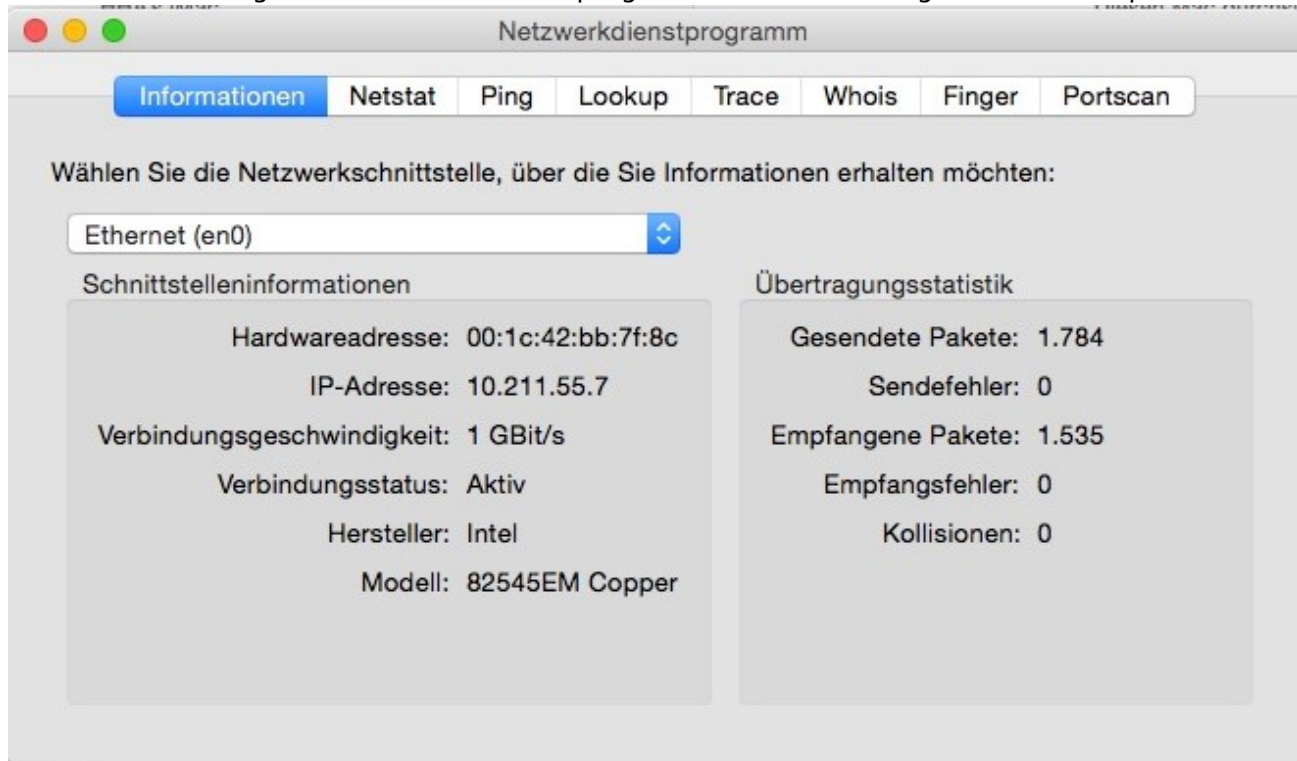 Netzwerkdienstprogramm
Informationen Netstat Ping Lookup Trace Whois Finger Portscan
Wählen Sie die Netzwerkschnittstelle, über die Sie Informationen erhalten möchten:
Ethernet (en0)
Schnittstelleninformationen
Hardwareadresse: 00:1c:42:bb:7f:8c
IP-Adresse: 10.211.55.7
Verbindungsgeschwindigkeit: 1 GBit/s
Verbindungsstatus: Aktiv
Hersteller: Intel
Modell: 82545EM Copper
Übertragungsstatistik
Gesendete Pakete: 1.784
Sendefehler: 0
Empfangene Pakete: 1.535
Empfangsfehler: 0
Kollisionen: 0